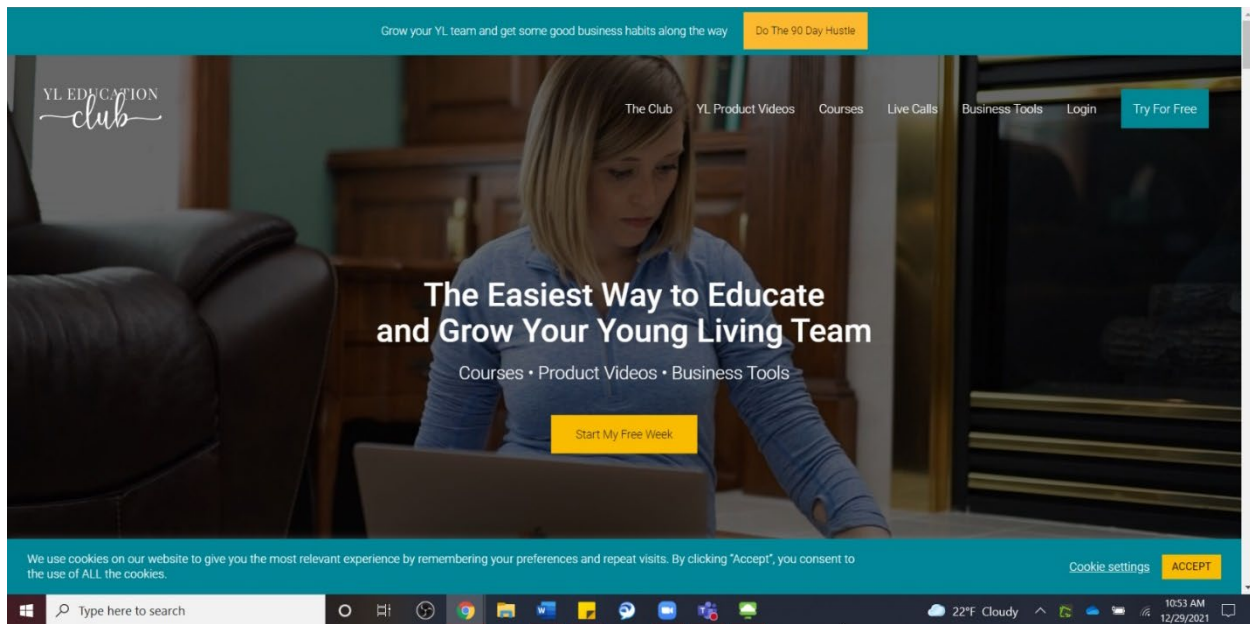 Grow your YL team and get some good business habits along the way
Do The 90 Day Hustle
YL EDUCATION
club
The Club
YL Product Videos
Courses
Live Calls
Business Tools
Login
Try For Free
The Easiest Way to Educate
and Grow Your Young Living Team
Courses • Product Videos • Business Tools
Start My Free Week
We use cookies on our website to give you the most relevant experience by remembering your preferences and repeat visits. By clicking “Accept”, you consent to
the use of ALL the cookies.
Cookie settings
ACCEPT
Type here to search
22°F Cloudy
10:53 AM
12/29/2021